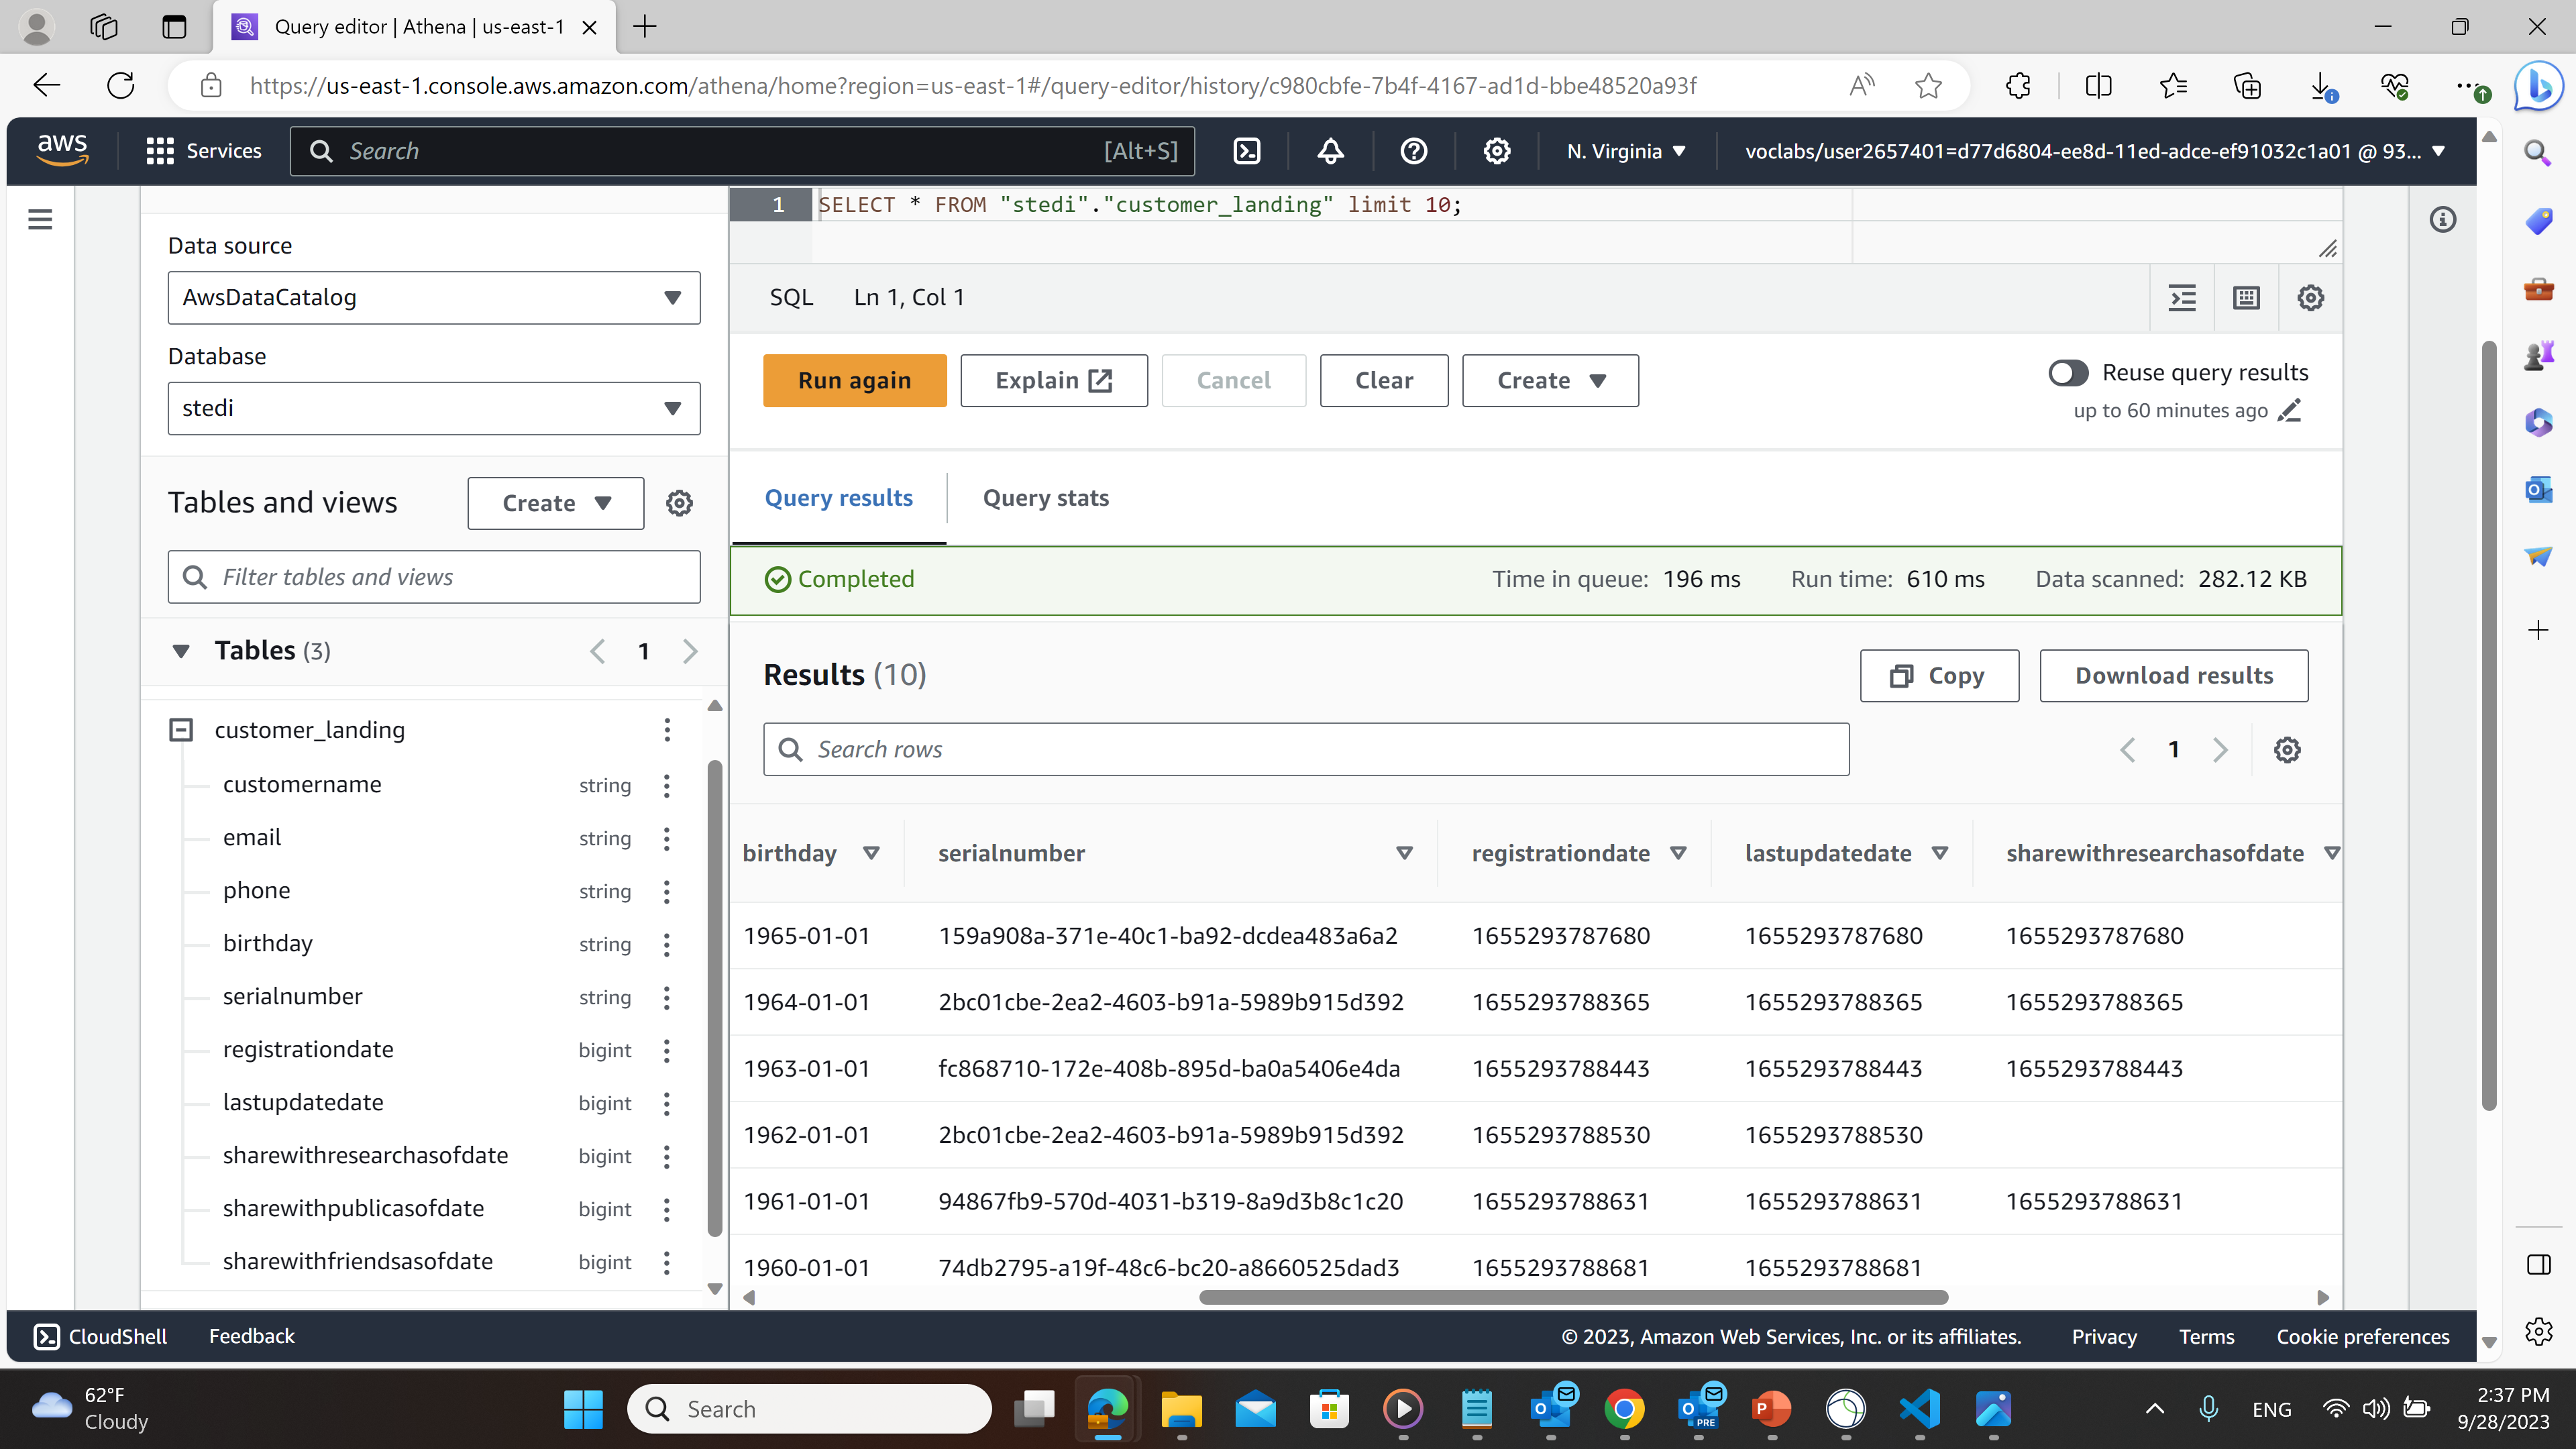 Query editor | Athena | us-east-1
https://us-east-1.console.aws.amazon.com/athena/home?region=us-east-1#/query-editor/history/c980cbfe-7b4f-4167-ad1d-bbe48520a93f
aws Services Search [Alt+S] N. Virginia voclabs/user2657401=d77d6804-ee8d-11ed-adce-ef91032c1a01 @ 93...
1 SELECT * FROM "stedi"."customer_landing" limit 10;
SQL Ln 1, Col 1
Data source
AwsDataCatalog
Database
stedi
Tables and views Create
Filter tables and views
Tables (3) 1
customer_landing
customername string
email string
phone string
birthday string
serialnumber string
registrationdate bigint
lastupdatedate bigint
sharewithresearchasofdate bigint
sharewithpublicasofdate bigint
sharewithfriendsasofdate bigint
Run again Explain Cancel Clear Create
Reuse query results
up to 60 minutes ago
Query results Query stats
Completed Time in queue: 196 ms Run time: 610 ms Data scanned: 282.12 KB
Results (10) Copy Download results
Search rows 1
birthday serialnumber registrationdate lastupdatedate sharewithresearchasofdate
1965-01-01 159a908a-371e-40c1-ba92-dcdea483a6a2 1655293787680 1655293787680 1655293787680
1964-01-01 2bc01cbe-2ea2-4603-b91a-5989b915d392 1655293788365 1655293788365 1655293788365
1963-01-01 fc868710-172e-408b-895d-ba0a5406e4da 1655293788443 1655293788443 1655293788443
1962-01-01 2bc01cbe-2ea2-4603-b91a-5989b915d392 1655293788530 1655293788530
1961-01-01 94867fb9-570d-4031-b319-8a9d3b8c1c20 1655293788631 1655293788631 1655293788631
1960-01-01 74db2795-a19f-48c6-bc20-a8660525dad3 1655293788681 1655293788681
CloudShell Feedback © 2023, Amazon Web Services, Inc. or its affiliates. Privacy Terms Cookie preferences
62°F
Cloudy
Search
PRE
ENG
2:37 PM
9/28/2023